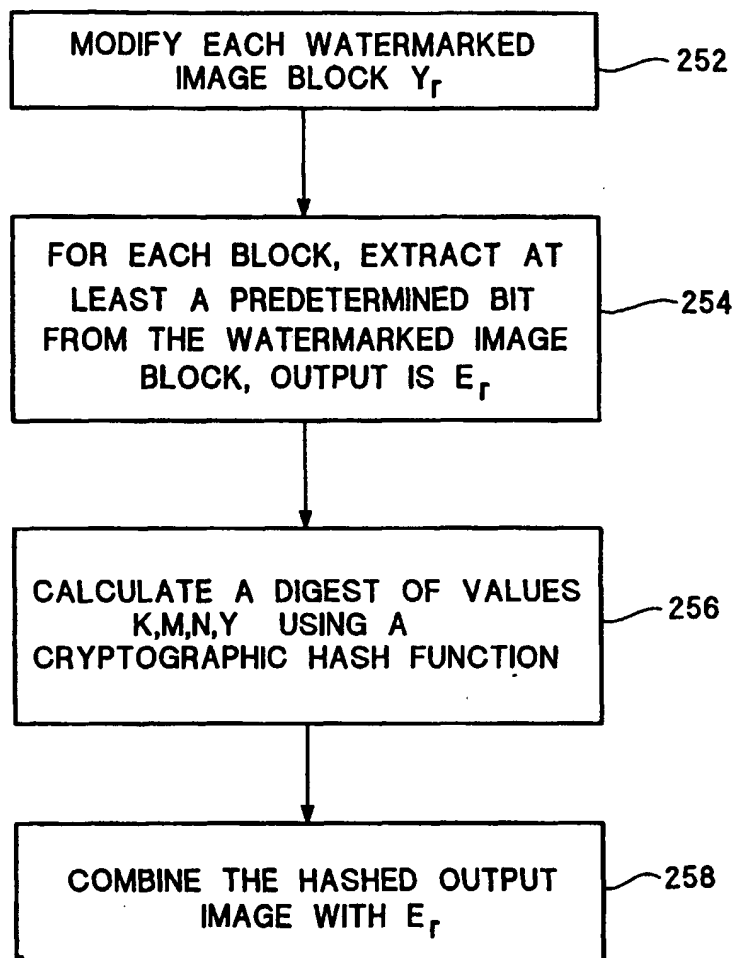 MODIFY EACH WATERMARKED
IMAGE BLOCK Yr
252
FOR EACH BLOCK, EXTRACT AT
LEAST A PREDETERMINED BIT
FROM THE WATERMARKED IMAGE
BLOCK, OUTPUT IS Er
254
CALCULATE A DIGEST OF VALUES
K,M,N,Y USING A
CRYPTOGRAPHIC HASH FUNCTION
256
COMBINE THE HASHED OUTPUT
IMAGE WITH Er
258